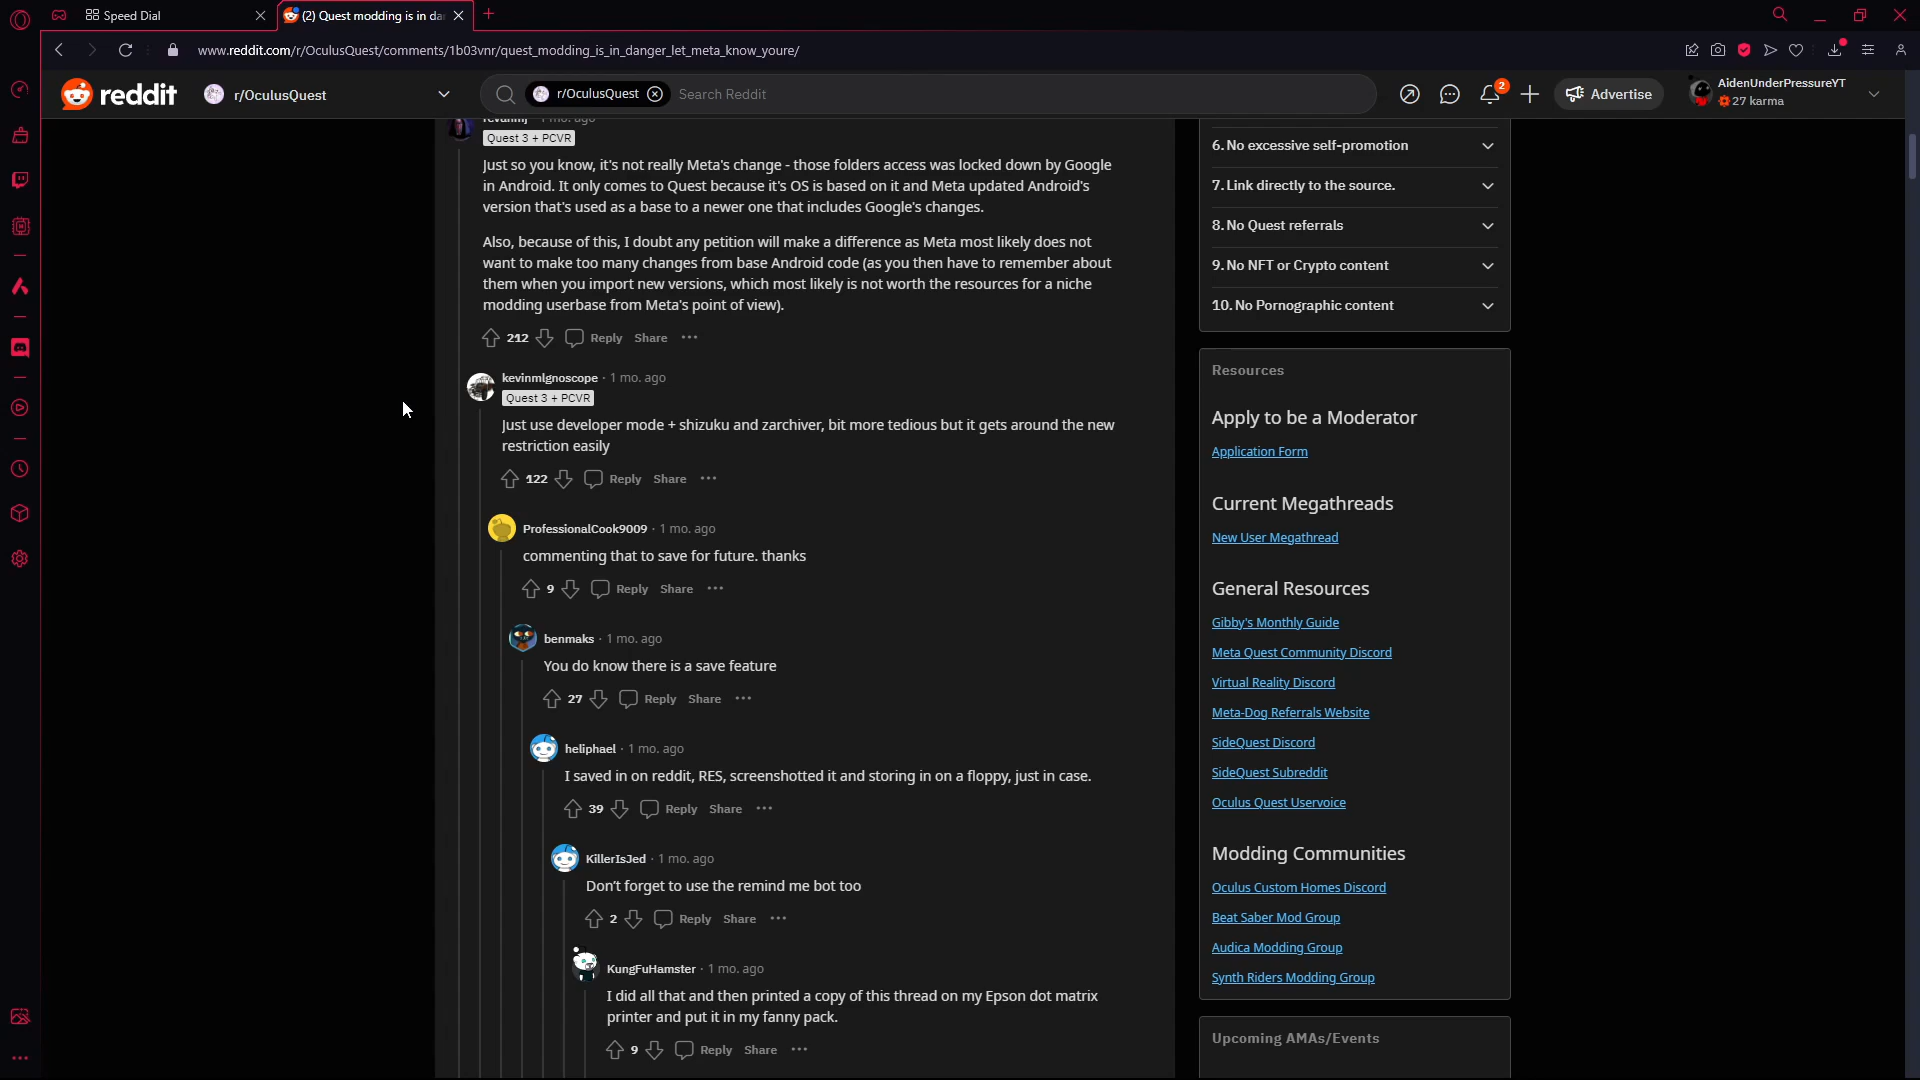 Speed Dial
(2) Quest modding is in da
www.reddit.com/r/OculusQuest/comments/1b03vnr/quest_modding_is_in_danger_let_meta_know_youre/
reddit
r/OculusQuest
r/OculusQuest
Search Reddit
2
Advertise
AidenUnderPressureYT
27 karma
revanmj · 1 mo. ago
Quest 3 + PCVR
Just so you know, it's not really Meta's change - those folders access was locked down by Google
in Android. It only comes to Quest because it's OS is based on it and Meta updated Android's
version that's used as a base to a newer one that includes Google's changes.
Also, because of this, I doubt any petition will make a difference as Meta most likely does not
want to make too many changes from base Android code (as you then have to remember about
them when you import new versions, which most likely is not worth the resources for a niche
modding userbase from Meta's point of view).
212 Reply Share
kevinmlgnoscope · 1 mo. ago
Quest 3 + PCVR
Just use developer mode + shizuku and zarchiver, bit more tedious but it gets around the new
restriction easily
122 Reply Share
ProfessionalCook9009 · 1 mo. ago
commenting that to save for future. thanks
9 Reply Share
benmaks · 1 mo. ago
You do know there is a save feature
27 Reply Share
heliphael · 1 mo. ago
I saved in on reddit, RES, screenshotted it and storing in on a floppy, just in case.
39 Reply Share
KillerIsJed · 1 mo. ago
Don't forget to use the remind me bot too
2 Reply Share
KungFuHamster · 1 mo. ago
I did all that and then printed a copy of this thread on my Epson dot matrix
printer and put it in my fanny pack.
9 Reply Share
6. No excessive self-promotion
7. Link directly to the source.
8. No Quest referrals
9. No NFT or Crypto content
10. No Pornographic content
Resources
Apply to be a Moderator
Application Form
Current Megathreads
New User Megathread
General Resources
Gibby's Monthly Guide
Meta Quest Community Discord
Virtual Reality Discord
Meta-Dog Referrals Website
SideQuest Discord
SideQuest Subreddit
Oculus Quest Uservoice
Modding Communities
Oculus Custom Homes Discord
Beat Saber Mod Group
Audica Modding Group
Synth Riders Modding Group
Upcoming AMAs/Events